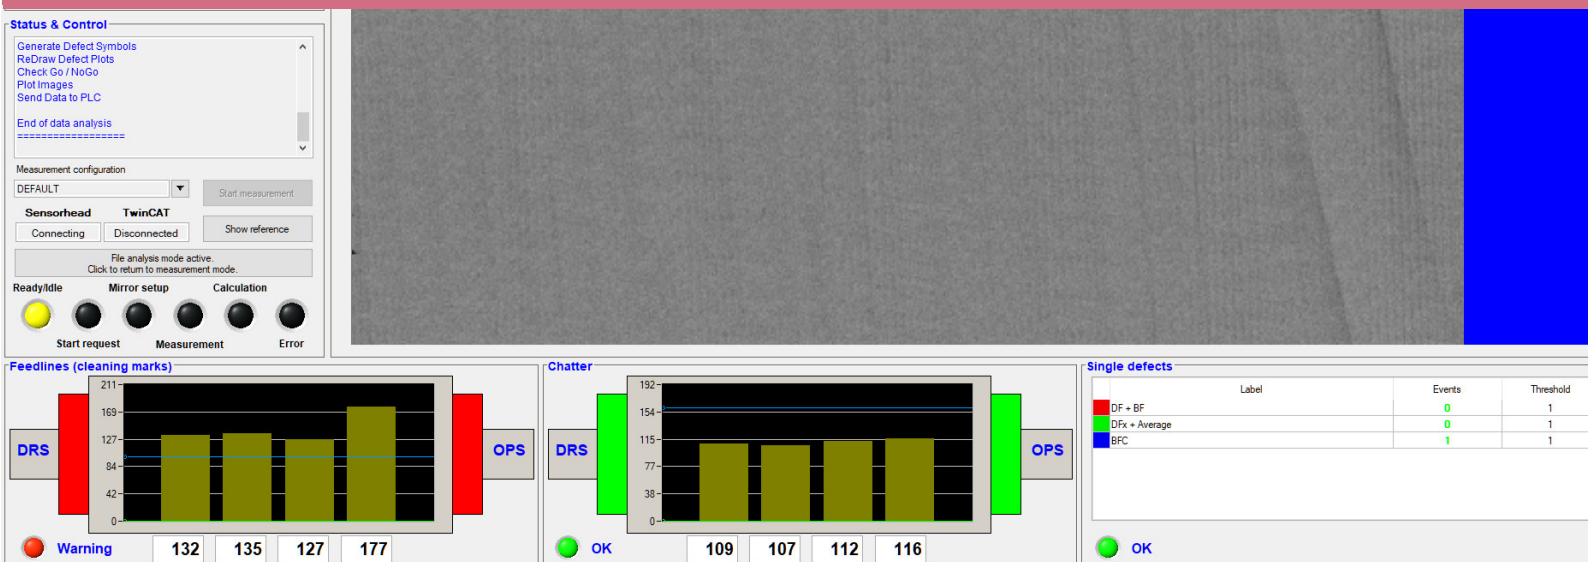 Status & Control
Generate Defect Symbols
ReDraw Defect Plots
Check Go / NoGo
Plot Images
Send Data to PLC
End of data analysis
==================
Measurement configuration
DEFAULT
Start measurement
Sensorhead TwinCAT
Connecting Disconnected
Show reference
File analysis mode active.
Click to return to measurement mode.
Ready/Idle Mirror setup Calculation
Start request Measurement Error
Feedlines (cleaning marks)
211
169
127
84
42
0
DRS
OPS
Warning
132 135 127 177
Chatter
192
154
115
77
38
0
DRS
OPS
OK
109 107 112 116
Single defects
Label Events Threshold
DF + BF 0 1
DFx + Average 0 1
BFC 1 1
OK